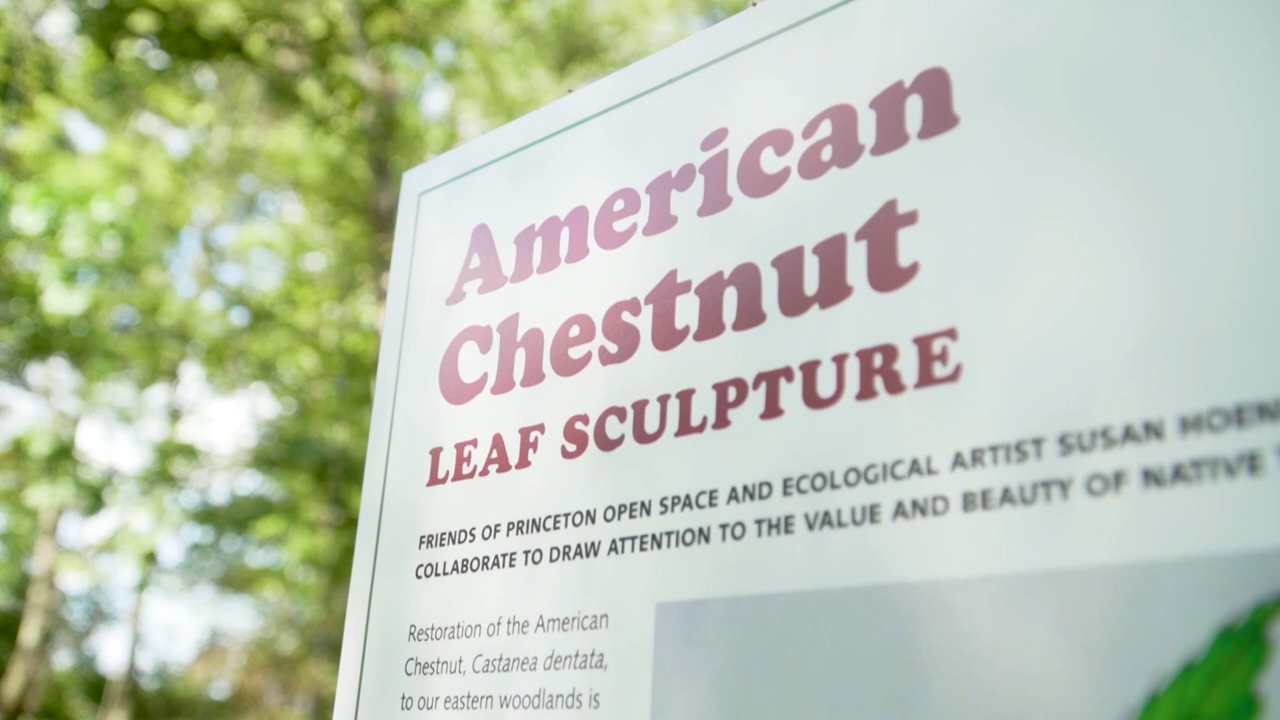 American
Chestnut
LEAF SCULPTURE
FRIENDS OF PRINCETON OPEN SPACE AND ECOLOGICAL ARTIST SUSAN
COLLABORATE TO DRAW ATTENTION TO THE VALUE AND BEAUTY OF NATIVE
Restoration of the American
Chestnut, Castanea dentata,
to our eastern woodlands is